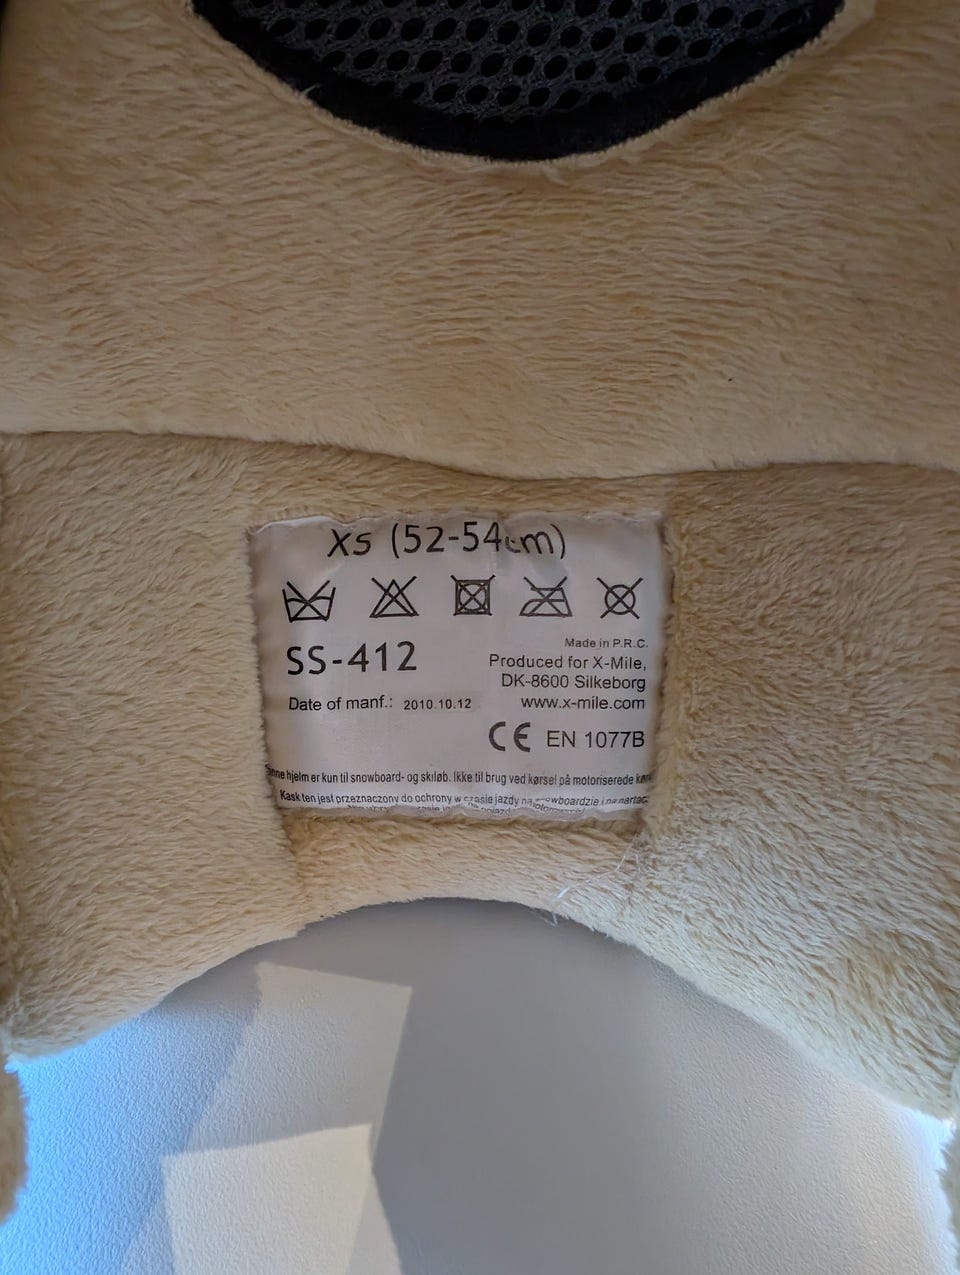 XS (52-54cm)
SS-412
Made in P.R.C.
Produced for X-Mile,
DK-8600 Silkeborg
Date of manf.: 2010.10.12
www.x-mile.com
CE EN 1077B
hjelm er kun til snowboard- og skiløb. Ikke til brug ved kørsel på motoriserede
Kask ten jest przeznaczony do ochrony w czasie jazdy na snowboardzie i